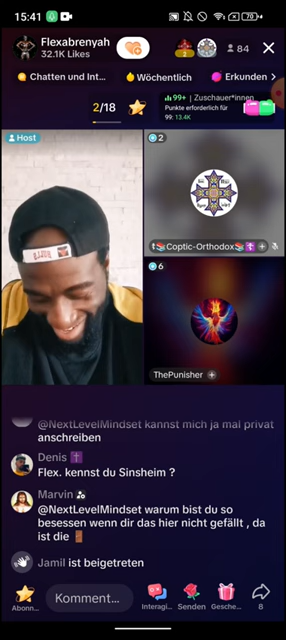 15:41
70
Flexabrenyah
32.1K Likes
2
84
Chatten und Int...
Wöchentlich
Erkunden
2/18
99+ | Zuschauer*innen
Punkte erforderlich für
99: 13.4K
Host
2
t📚Coptic-Orthodox📚✝️
6
ThePunisher
@NextLevelMindset kannst mich ja mal privat
anschreiben
Denis ✝️
Flex. kennst du Sinsheim ?
Marvin
@NextLevelMindset warum bist du so
besessen wenn dir das hier nicht gefällt , da
ist die 🚪
Jamil ist beigetreten
Komment...
Abonn...
Interagi...
Senden
Gesche...
8